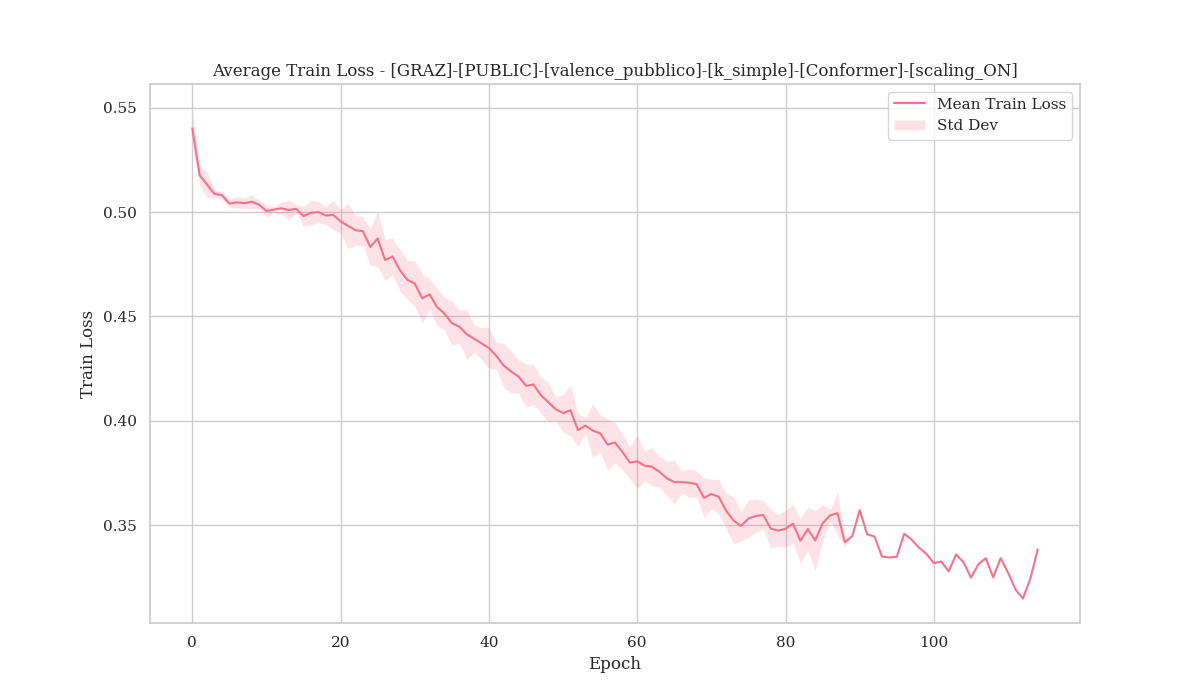 Average Train Loss - [GRAZ]-[PUBLIC]-[valence_pubblico]-[k_simple]-[Conformer]-[scaling_ON]
Mean Train Loss
Std Dev
Train Loss
0.55
0.50
0.45
0.40
0.35
0
20
40
60
80
100
Epoch